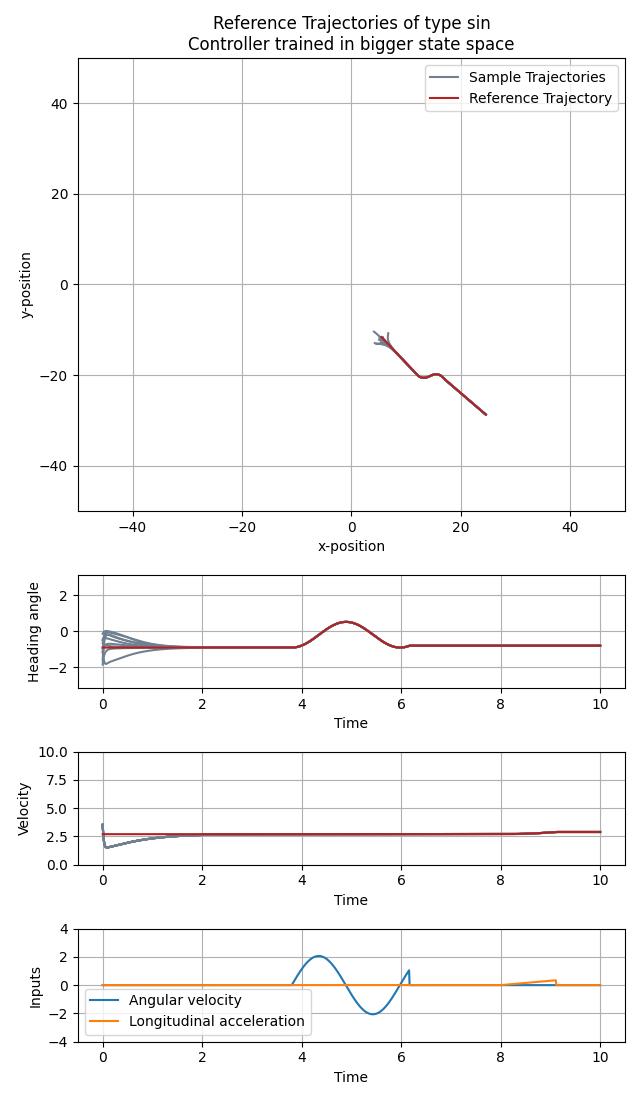 Reference Trajectories of type sin
Controller trained in bigger state space
Sample Trajectories
Reference Trajectory
40
20
0
−20
−40
y-position
−40 −20 0 20 40
x-position
2
0
−2
Heading angle
0 2 4 6 8 10
Time
10.0
7.5
5.0
2.5
0.0
Velocity
0 2 4 6 8 10
Time
4
2
0
−2
−4
Inputs
Angular velocity
Longitudinal acceleration
0 2 4 6 8 10
Time